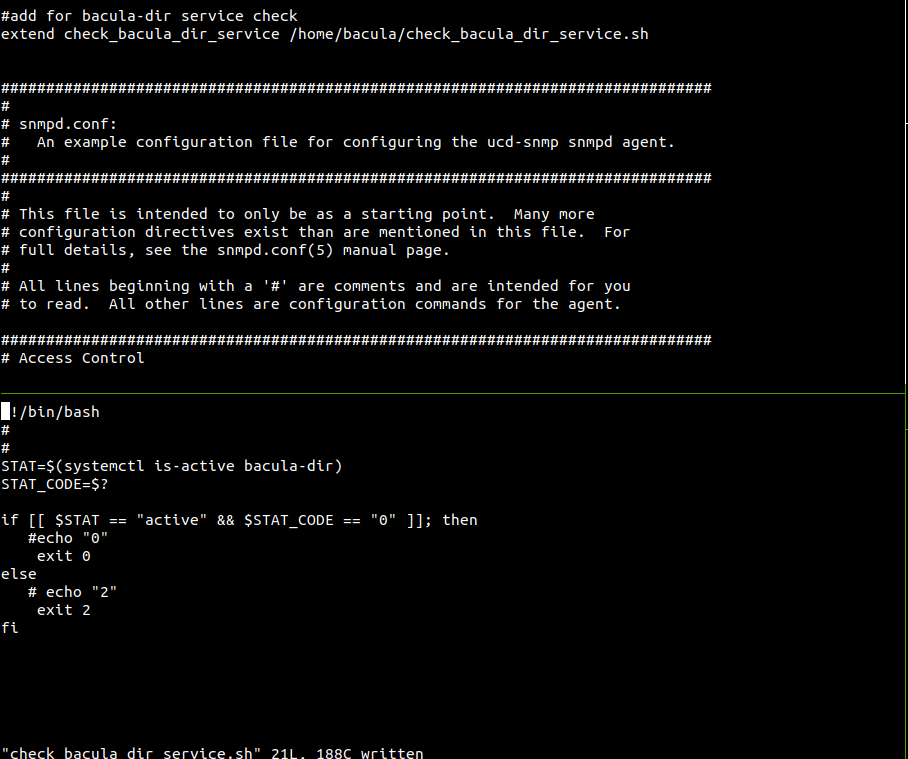 #add for bacula-dir service check
extend check_bacula_dir_service /home/bacula/check_bacula_dir_service.sh
###############################################################################
#
# snmpd.conf:
#   An example configuration file for configuring the ucd-snmp snmpd agent.
#
###############################################################################
#
# This file is intended to only be as a starting point.  Many more
# configuration directives exist than are mentioned in this file.  For
# full details, see the snmpd.conf(5) manual page.
#
# All lines beginning with a '#' are comments and are intended for you
# to read.  All other lines are configuration commands for the agent.
###############################################################################
# Access Control
!/bin/bash
#
#
STAT=$(systemctl is-active bacula-dir)
STAT_CODE=$?
if [[ $STAT == "active" && $STAT_CODE == "0" ]]; then
   #echo "0"
    exit 0
else
   # echo "2"
    exit 2
fi
"check_bacula_dir_service.sh" 21L, 188C written